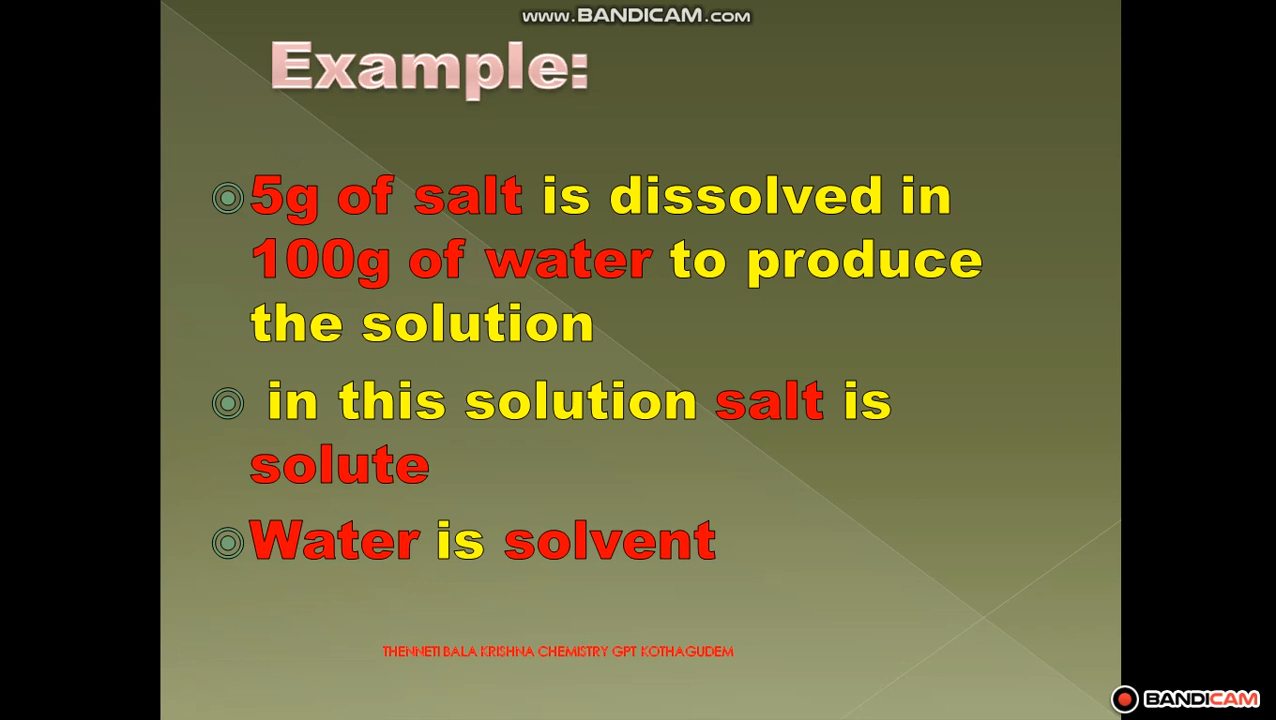 www.BANDICAM.com
Example:
5g of salt is dissolved in
100g of water to produce
the solution
in this solution salt is
solute
Water is solvent
THENNETI BALA KRISHNA CHEMISTRY GPT KOTHAGUDEM
BANDICAM